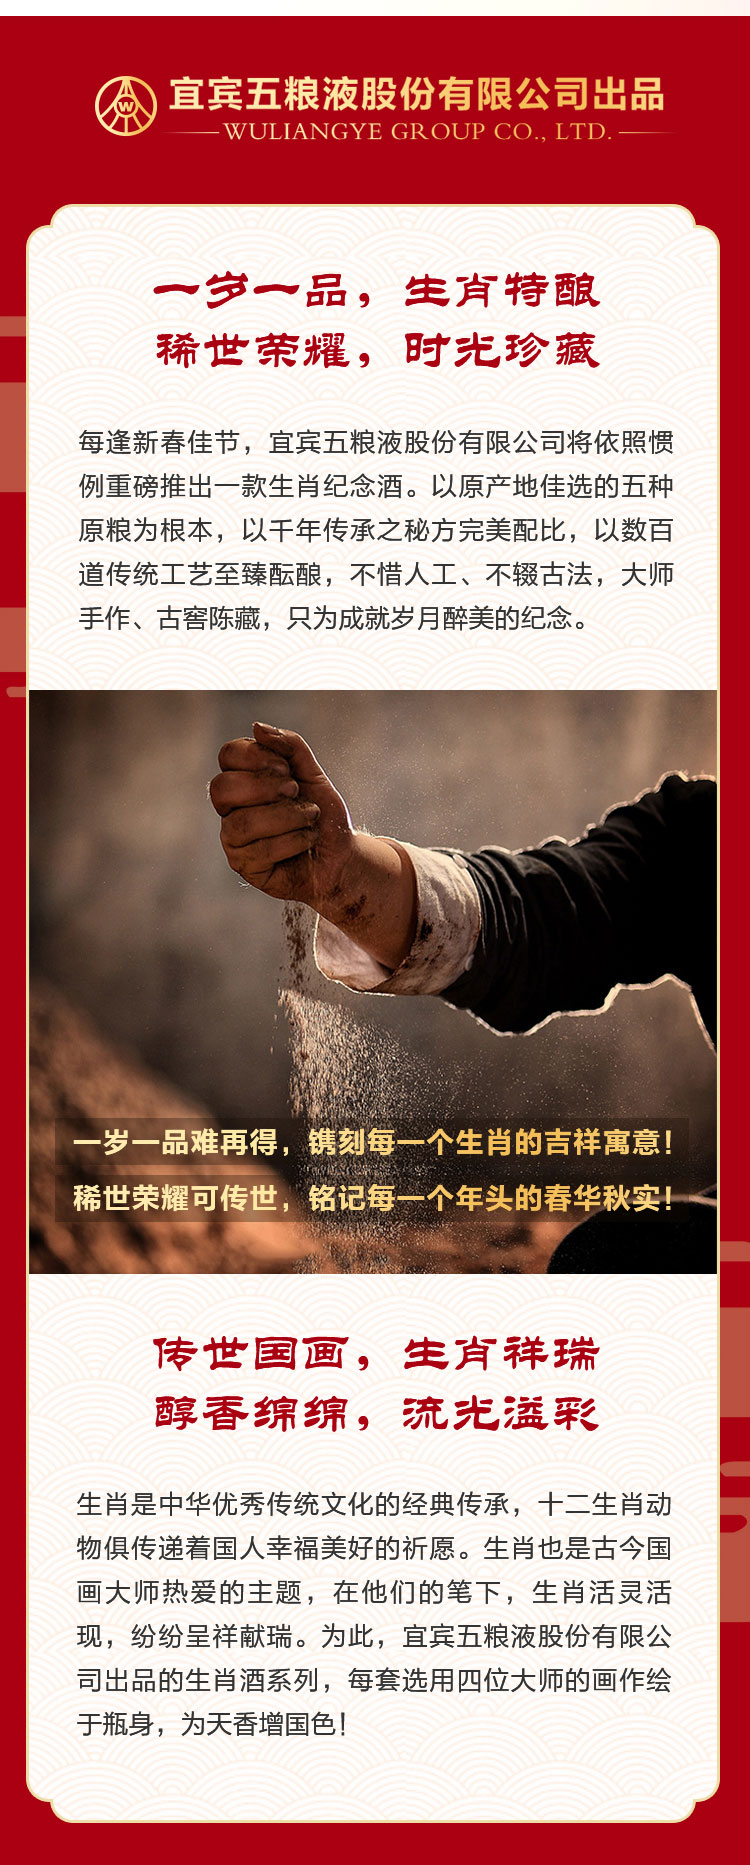 W
宜宾五粮液股份有限公司出品
WULIANGYE GROUP CO., LTD.
一岁一品，生肖特酿
稀世荣耀，时光珍藏
每逢新春佳节，宜宾五粮液股份有限公司将依照惯
例重磅推出一款生肖纪念酒。以原产地佳选的五种
原粮为根本，以千年传承之秘方完美配比，以数百
道传统工艺至臻酝酿，不惜人工、不辍古法，大师
手作、古窖陈藏，只为成就岁月醉美的纪念。
一岁一品难再得，镌刻每一个生肖的吉祥寓意！
稀世荣耀可传世，铭记每一个年头的春华秋实！
传世国画，生肖祥瑞
醇香绵绵，流光溢彩
生肖是中华优秀传统文化的经典传承，十二生肖动
物俱传递着国人幸福美好的祈愿。生肖也是古今国
画大师热爱的主题，在他们的笔下，生肖活灵活
现，纷纷呈祥献瑞。为此，宜宾五粮液股份有限公
司出品的生肖酒系列，每套选用四位大师的画作绘
于瓶身，为天香增国色！